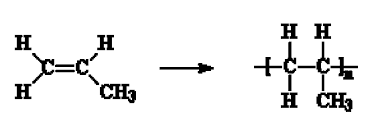 H H H H
C=C -[-C-C-]n-
H CH3 H CH3